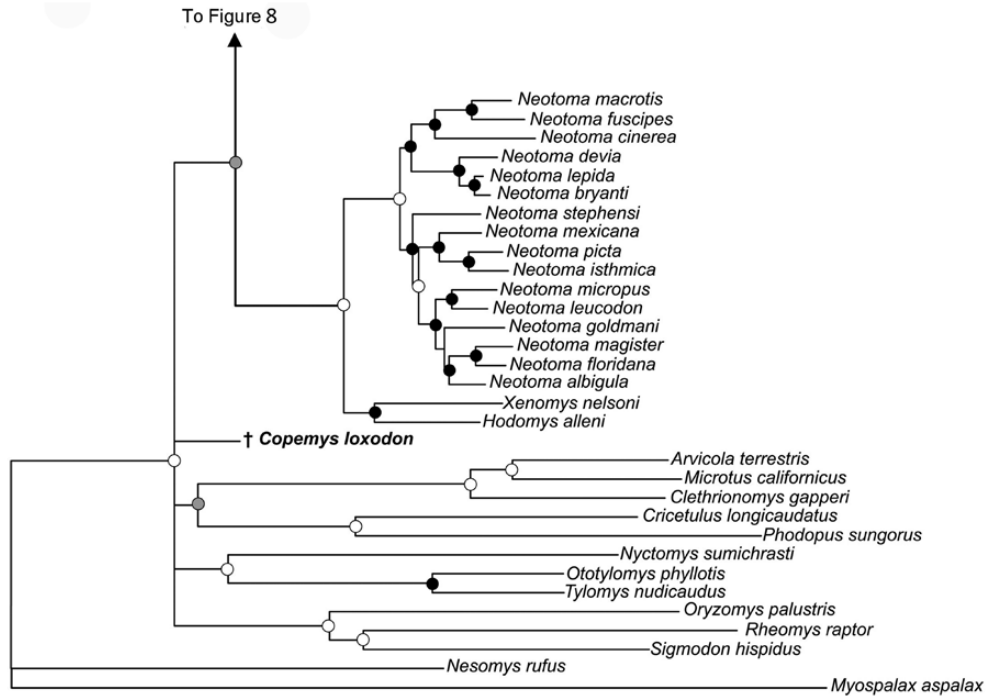 To Figure 8
Neotoma macrotis
Neotoma fuscipes
Neotoma cinerea
Neotoma devia
Neotoma lepida
Neotoma bryanti
Neotoma stephensi
Neotoma mexicana
Neotoma picta
Neotoma isthmica
Neotoma micropus
Neotoma leucodon
Neotoma goldmani
Neotoma magister
Neotoma floridana
Neotoma albigula
Xenomys nelsoni
Hodomys alleni
† Copemys loxodon
Arvicola terrestris
Microtus californicus
Clethrionomys gapperi
Cricetulus longicaudatus
Phodopus sungorus
Nyctomys sumichrasti
Ototylomys phyllotis
Tylomys nudicaudus
Oryzomys palustris
Rheomys raptor
Sigmodon hispidus
Nesomys rufus
Myospalax aspalax